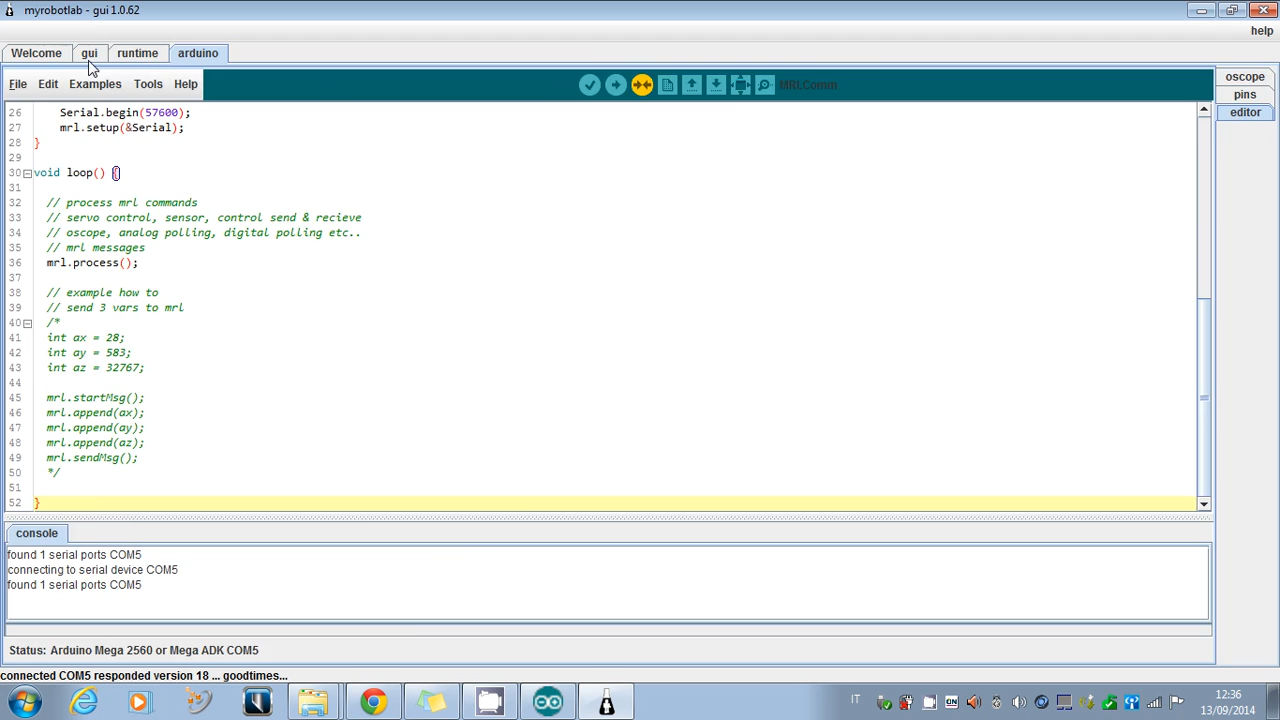 myrobotlab - gui 1.0.62
help
Welcome gui runtime arduino
File Edit Examples Tools Help MRLComm
oscope
pins
editor
26 Serial.begin(57600);
27 mrl.setup(&Serial);
28 }
29
30 void loop() {
31
32 // process mrl commands
33 // servo control, sensor, control send & recieve
34 // oscope, analog polling, digital polling etc..
35 // mrl messages
36 mrl.process();
37
38 // example how to
39 // send 3 vars to mrl
40 /*
41 int ax = 28;
42 int ay = 583;
43 int az = 32767;
44
45 mrl.startMsg();
46 mrl.append(ax);
47 mrl.append(ay);
48 mrl.append(az);
49 mrl.sendMsg();
50 */
51
52 }
console
found 1 serial ports COM5
connecting to serial device COM5
found 1 serial ports COM5
Status: Arduino Mega 2560 or Mega ADK COM5
connected COM5 responded version 18 ... goodtimes...
IT
ON
12:36
13/09/2014